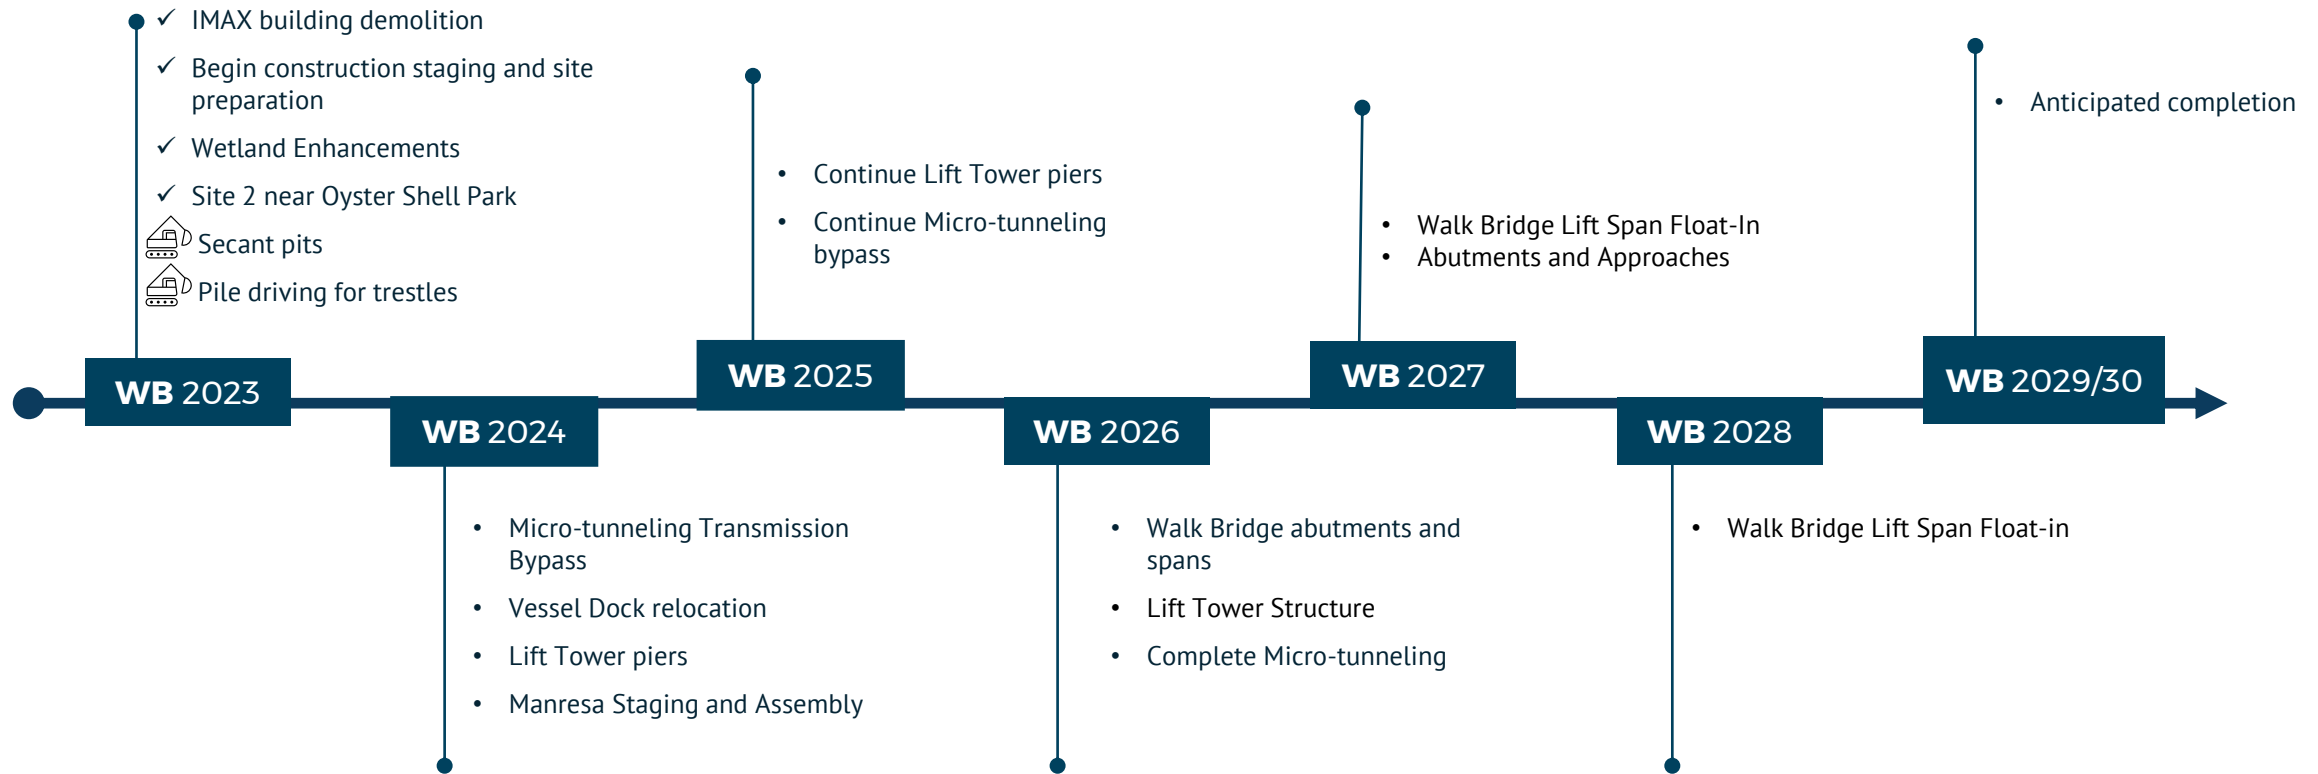 ✓ IMAX building demolition
✓ Begin construction staging and site
preparation
✓ Wetland Enhancements
✓ Site 2 near Oyster Shell Park
Secant pits
Pile driving for trestles
WB 2023
WB 2024
• Micro-tunneling Transmission
Bypass
• Vessel Dock relocation
• Lift Tower piers
• Manresa Staging and Assembly
• Continue Lift Tower piers
• Continue Micro-tunneling
bypass
WB 2025
WB 2026
• Walk Bridge abutments and
spans
• Lift Tower Structure
• Complete Micro-tunneling
• Walk Bridge Lift Span Float-In
• Abutments and Approaches
WB 2027
WB 2028
• Walk Bridge Lift Span Float-in
• Anticipated completion
WB 2029/30